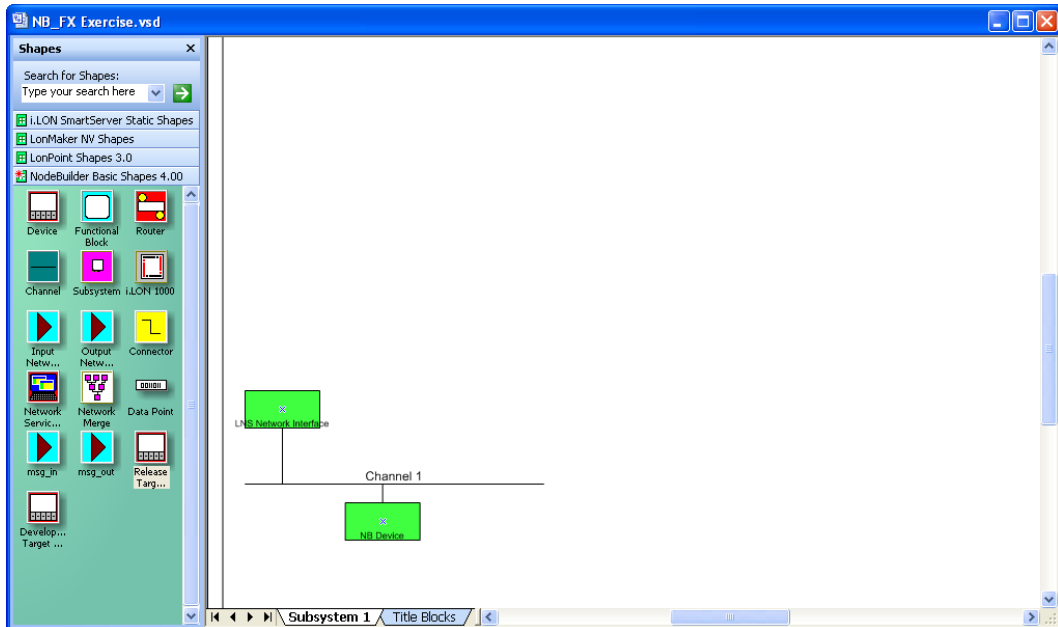 NB_FX Exercise.vsd
Shapes
Search for Shapes:
Type your search here
i.LON SmartServer Static Shapes
LonMaker NV Shapes
LonPoint Shapes 3.0
NodeBuilder Basic Shapes 4.00
Device
Functional Block
Router
Channel
Subsystem
i.LON 1000
Input Netw...
Output Netw...
Connector
Network Servic...
Network Merge
Data Point
msg_in
msg_out
Release Targ...
Develop... Target ...
LNS Network Interface
Channel 1
NB Device
Subsystem 1
Title Blocks